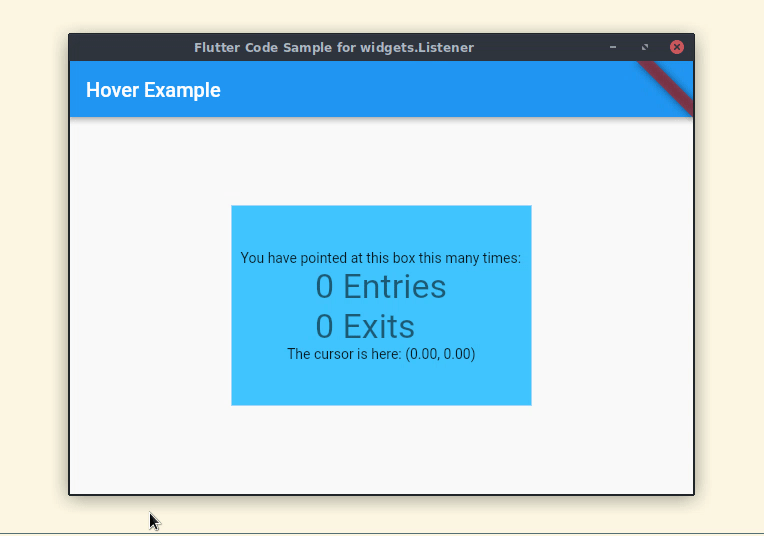 Flutter Code Sample for widgets.Listener
Hover Example
You have pointed at this box this many times:
0 Entries
0 Exits
The cursor is here: (0.00, 0.00)